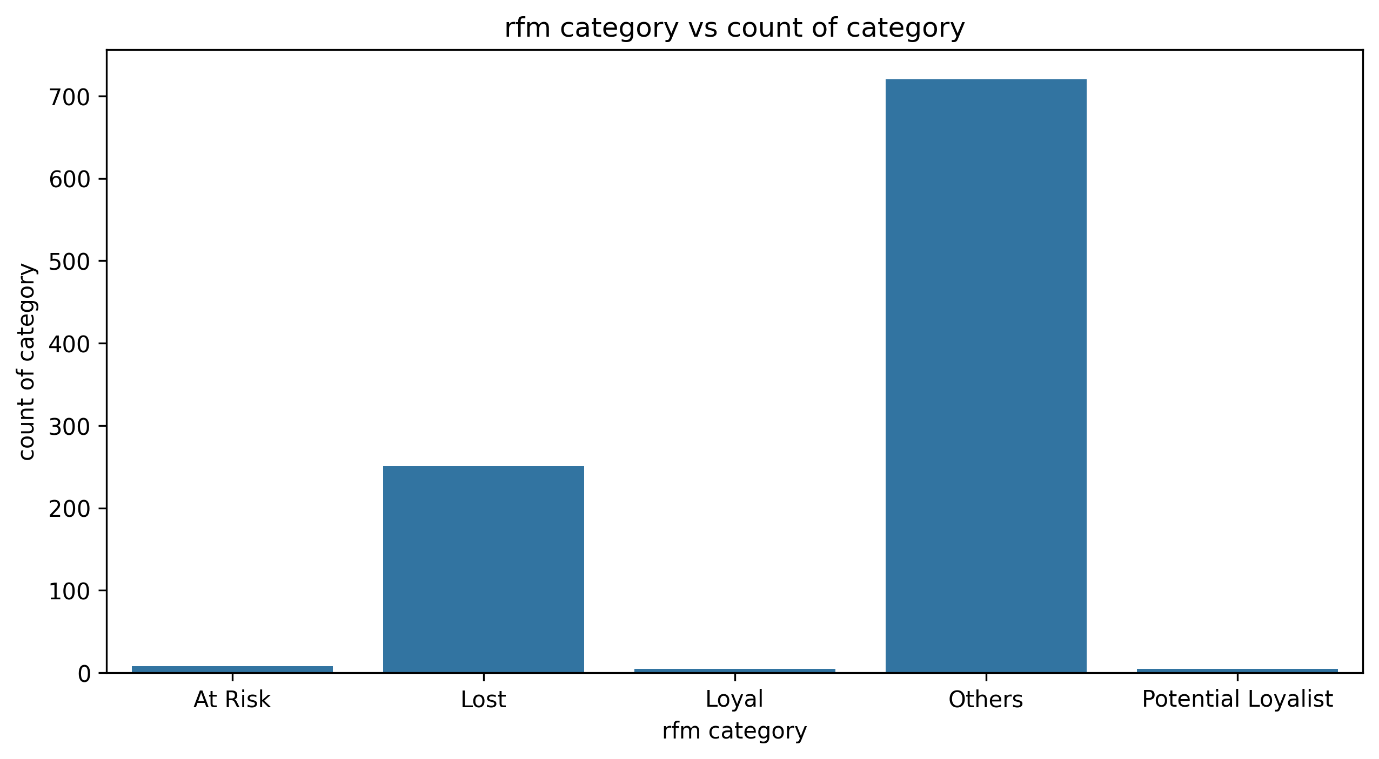 rfm category vs count of category
count of category
700
600
500
400
300
200
100
0
At Risk Lost Loyal Others Potential Loyalist
rfm category